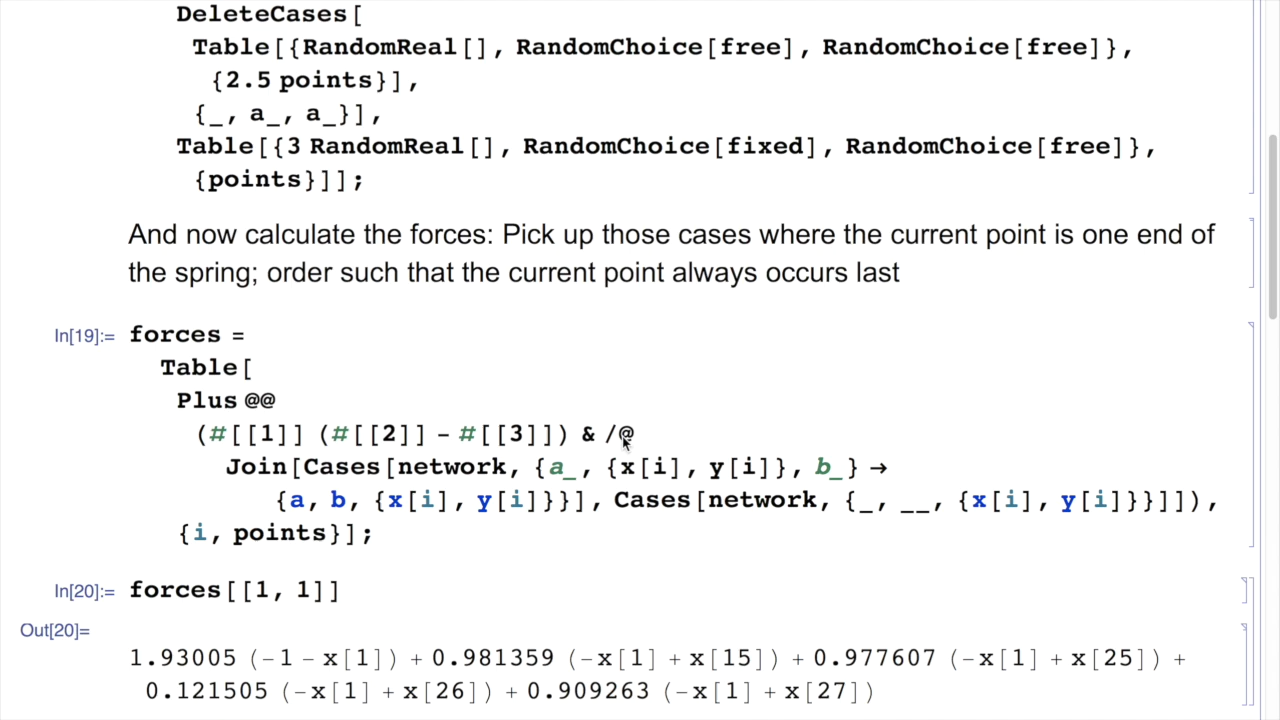 DeleteCases[
Table[{RandomReal[], RandomChoice[free], RandomChoice[free]},
{2.5 points}],
{_, a_, a_}],
Table[{3 RandomReal[], RandomChoice[fixed], RandomChoice[free]},
{points}]];
And now calculate the forces: Pick up those cases where the current point is one end of
the spring; order such that the current point always occurs last
In[19]:= forces =
Table[
Plus @@
(#[[1]] (#[[2]] - #[[3]]) & /@
Join[Cases[network, {a_, {x[i], y[i]}, b_} →
{a, b, {x[i], y[i]}}], Cases[network, {_, __, {x[i], y[i]}}]]),
{i, points}];
In[20]:= forces[[1, 1]]
Out[20]=
1.93005 (-1 - x[1]) + 0.981359 (-x[1] + x[15]) + 0.977607 (-x[1] + x[25]) +
0.121505 (-x[1] + x[26]) + 0.909263 (-x[1] + x[27])